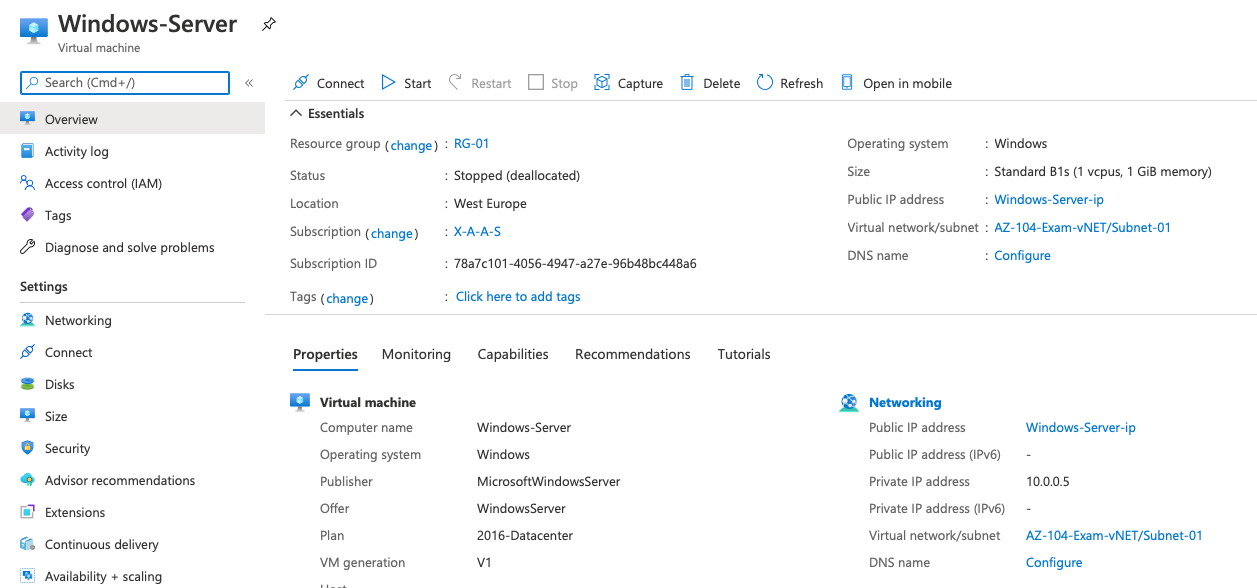 Windows-Server
Virtual machine
Search (Cmd+/)
«
Overview
Activity log
Access control (IAM)
Tags
Diagnose and solve problems
Settings
Networking
Connect
Disks
Size
Security
Advisor recommendations
Extensions
Continuous delivery
Availability + scaling
Connect Start Restart Stop Capture Delete Refresh Open in mobile
Essentials
Resource group (change) : RG-01
Status : Stopped (deallocated)
Location : West Europe
Subscription (change) : X-A-A-S
Subscription ID : 78a7c101-4056-4947-a27e-96b48bc448a6
Tags (change) : Click here to add tags
Operating system : Windows
Size : Standard B1s (1 vcpus, 1 GiB memory)
Public IP address : Windows-Server-ip
Virtual network/subnet : AZ-104-Exam-vNET/Subnet-01
DNS name : Configure
Properties Monitoring Capabilities Recommendations Tutorials
Virtual machine
Computer name Windows-Server
Operating system Windows
Publisher MicrosoftWindowsServer
Offer WindowsServer
Plan 2016-Datacenter
VM generation V1
Networking
Public IP address Windows-Server-ip
Public IP address (IPv6) -
Private IP address 10.0.0.5
Private IP address (IPv6) -
Virtual network/subnet AZ-104-Exam-vNET/Subnet-01
DNS name Configure